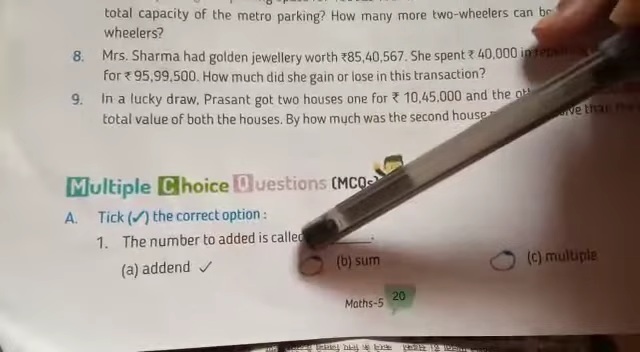 total capacity of the metro parking? How many more two-wheelers can be
wheelers?
8. Mrs. Sharma had golden jewellery worth ₹85,40,567. She spent ₹ 40,000 in
for ₹ 95,99,500. How much did she gain or lose in this transaction?
9. In a lucky draw, Prasant got two houses one for ₹ 10,45,000 and the
total value of both the houses. By how much was the second house than
Multiple Choice Questions (MCQs)
A. Tick (✓) the correct option :
1. The number to added is called ______.
(a) addend ✓ (b) sum (c) multiple
Maths-5 20